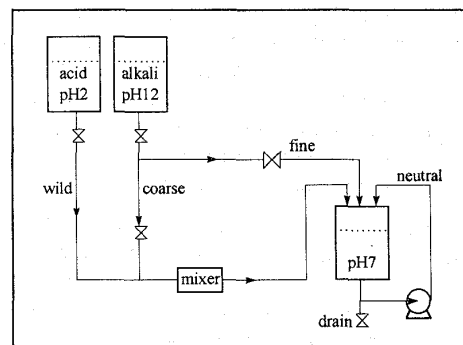 acid
pH2
alkali
pH12
fine
neutral
wild
coarse
mixer
pH7
drain